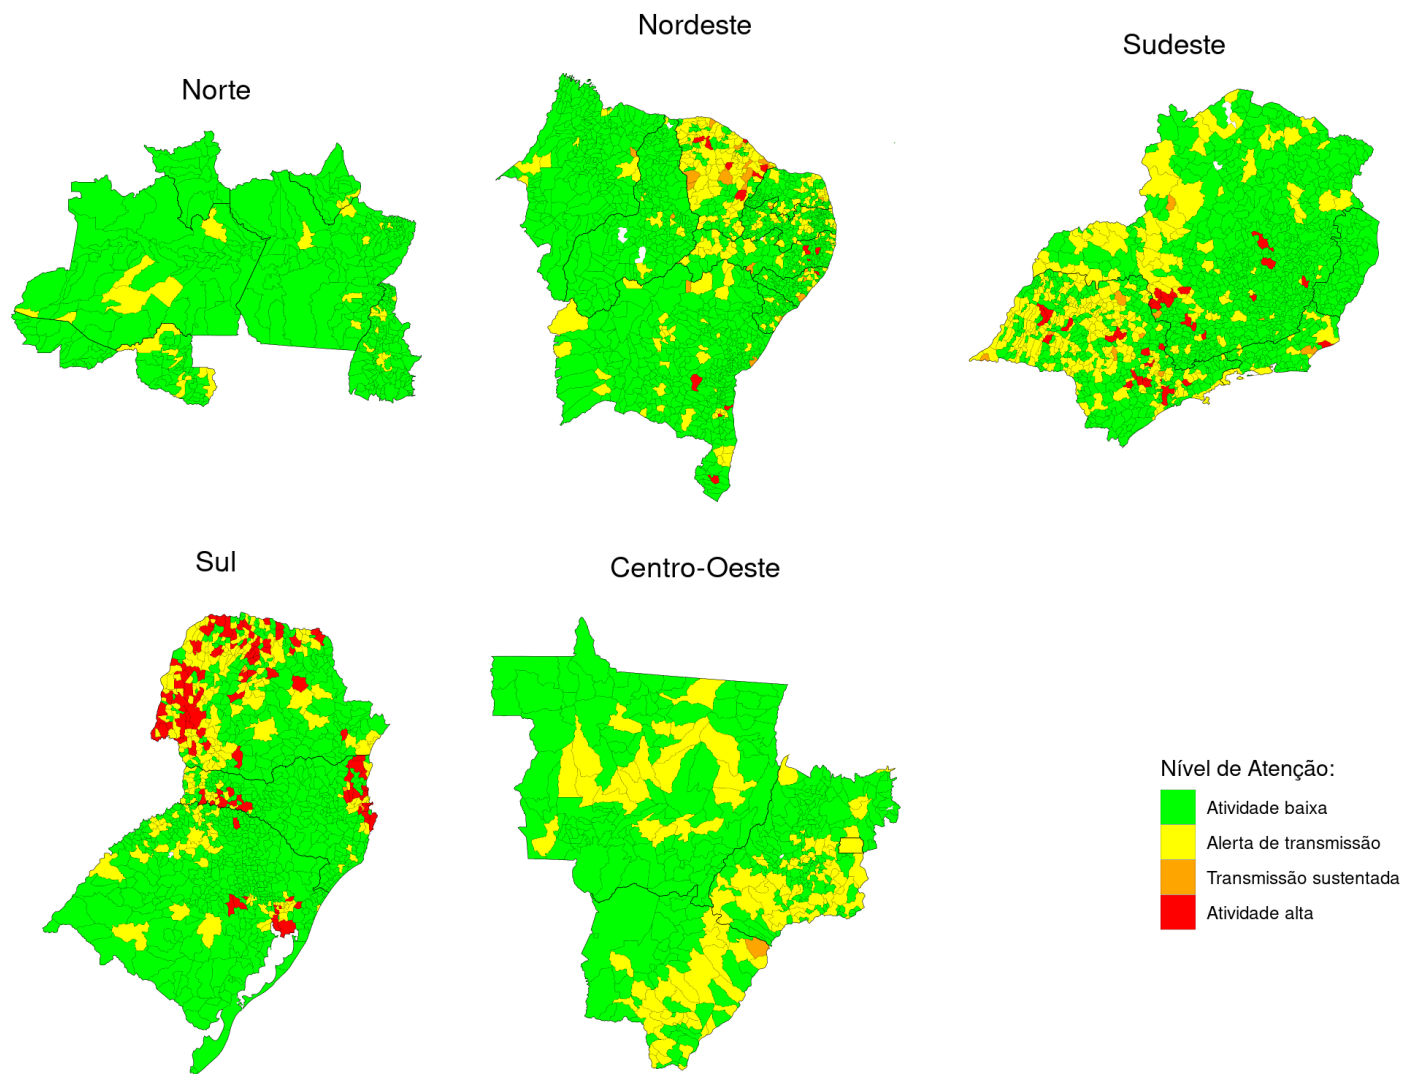 Nordeste
Sudeste
Norte
Sul
Centro-Oeste
Nível de Atenção:
Atividade baixa
Alerta de transmissão
Transmissão sustentada
Atividade alta